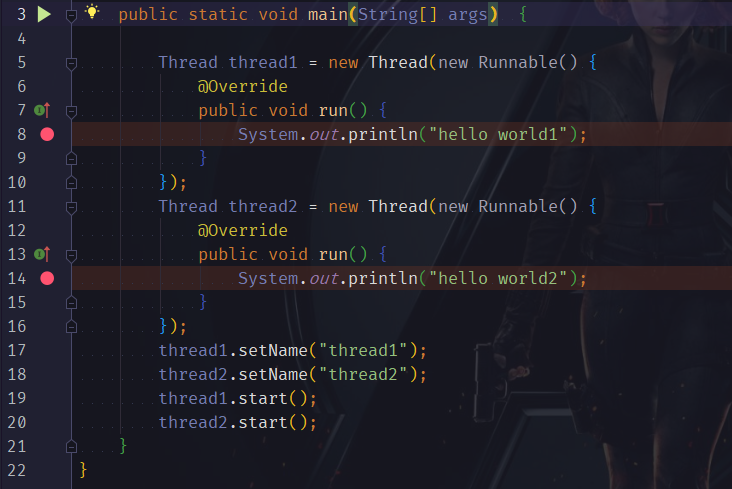 3 public static void main(String[] args) {
4
5 Thread thread1 = new Thread(new Runnable() {
6 @Override
7 public void run() {
8 System.out.println("hello world1");
9 }
10 });
11 Thread thread2 = new Thread(new Runnable() {
12 @Override
13 public void run() {
14 System.out.println("hello world2");
15 }
16 });
17 thread1.setName("thread1");
18 thread2.setName("thread2");
19 thread1.start();
20 thread2.start();
21 }
22 }